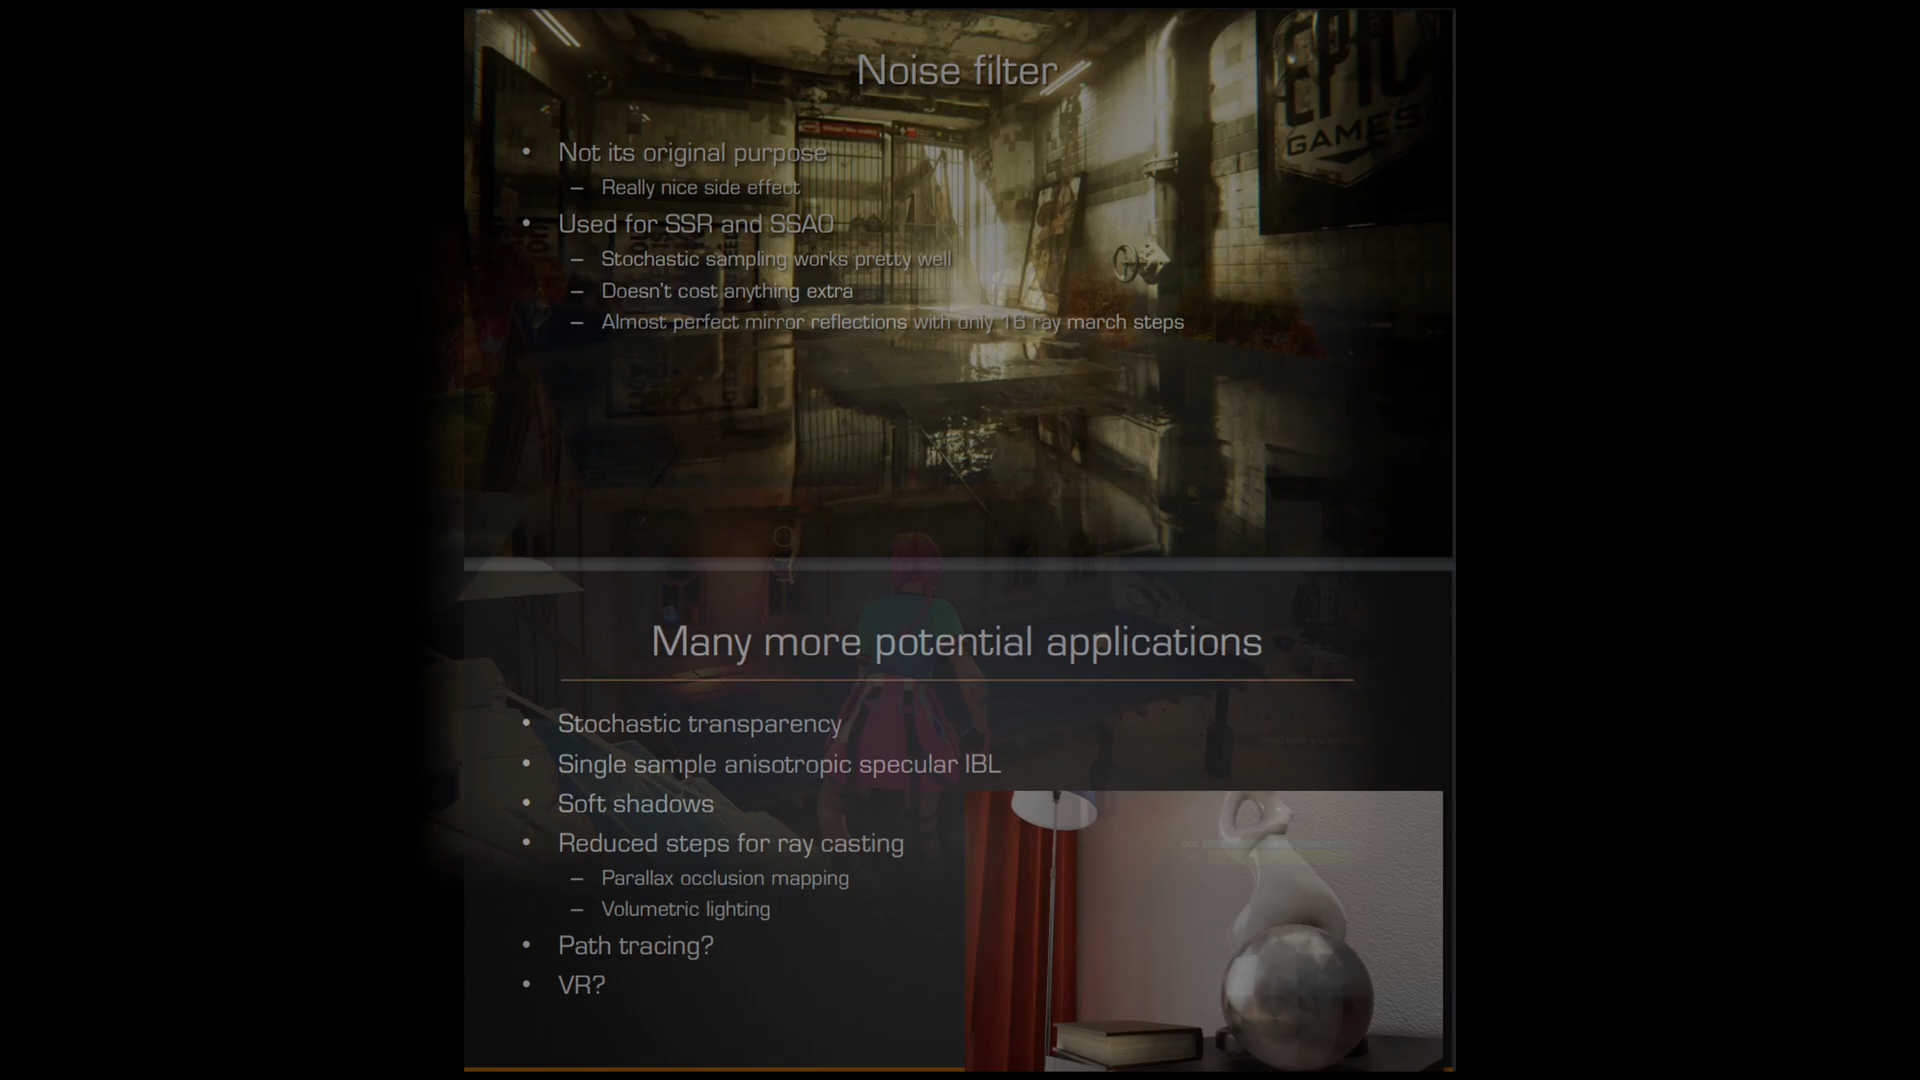 Noise filter
EPIC
GAMES
• Not its original purpose
– Really nice side effect
• Used for SSR and SSAO
– Stochastic sampling works pretty well
– Doesn't cost anything extra
– Almost perfect mirror reflections with only 16 ray march steps
Many more potential applications
• Stochastic transparency
• Single sample anisotropic specular IBL
• Soft shadows
• Reduced steps for ray casting
– Parallax occlusion mapping
– Volumetric lighting
• Path tracing?
• VR?